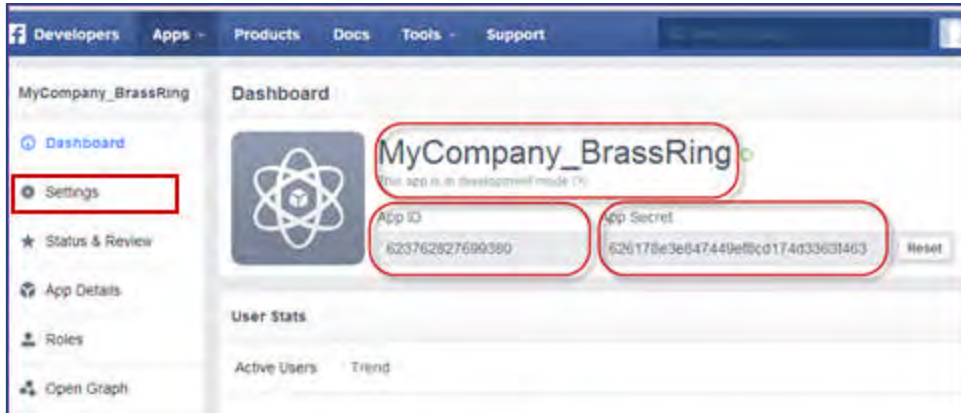 Developers Apps Products Docs Tools Support
MyCompany_BrassRing
Dashboard
Dashboard
MyCompany_BrassRing
This app is in development mode
Settings
App ID
App Secret
Status & Review
623762827699380
Reset
App Details
Roles
User Stats
Active Users Trend
Open Graph